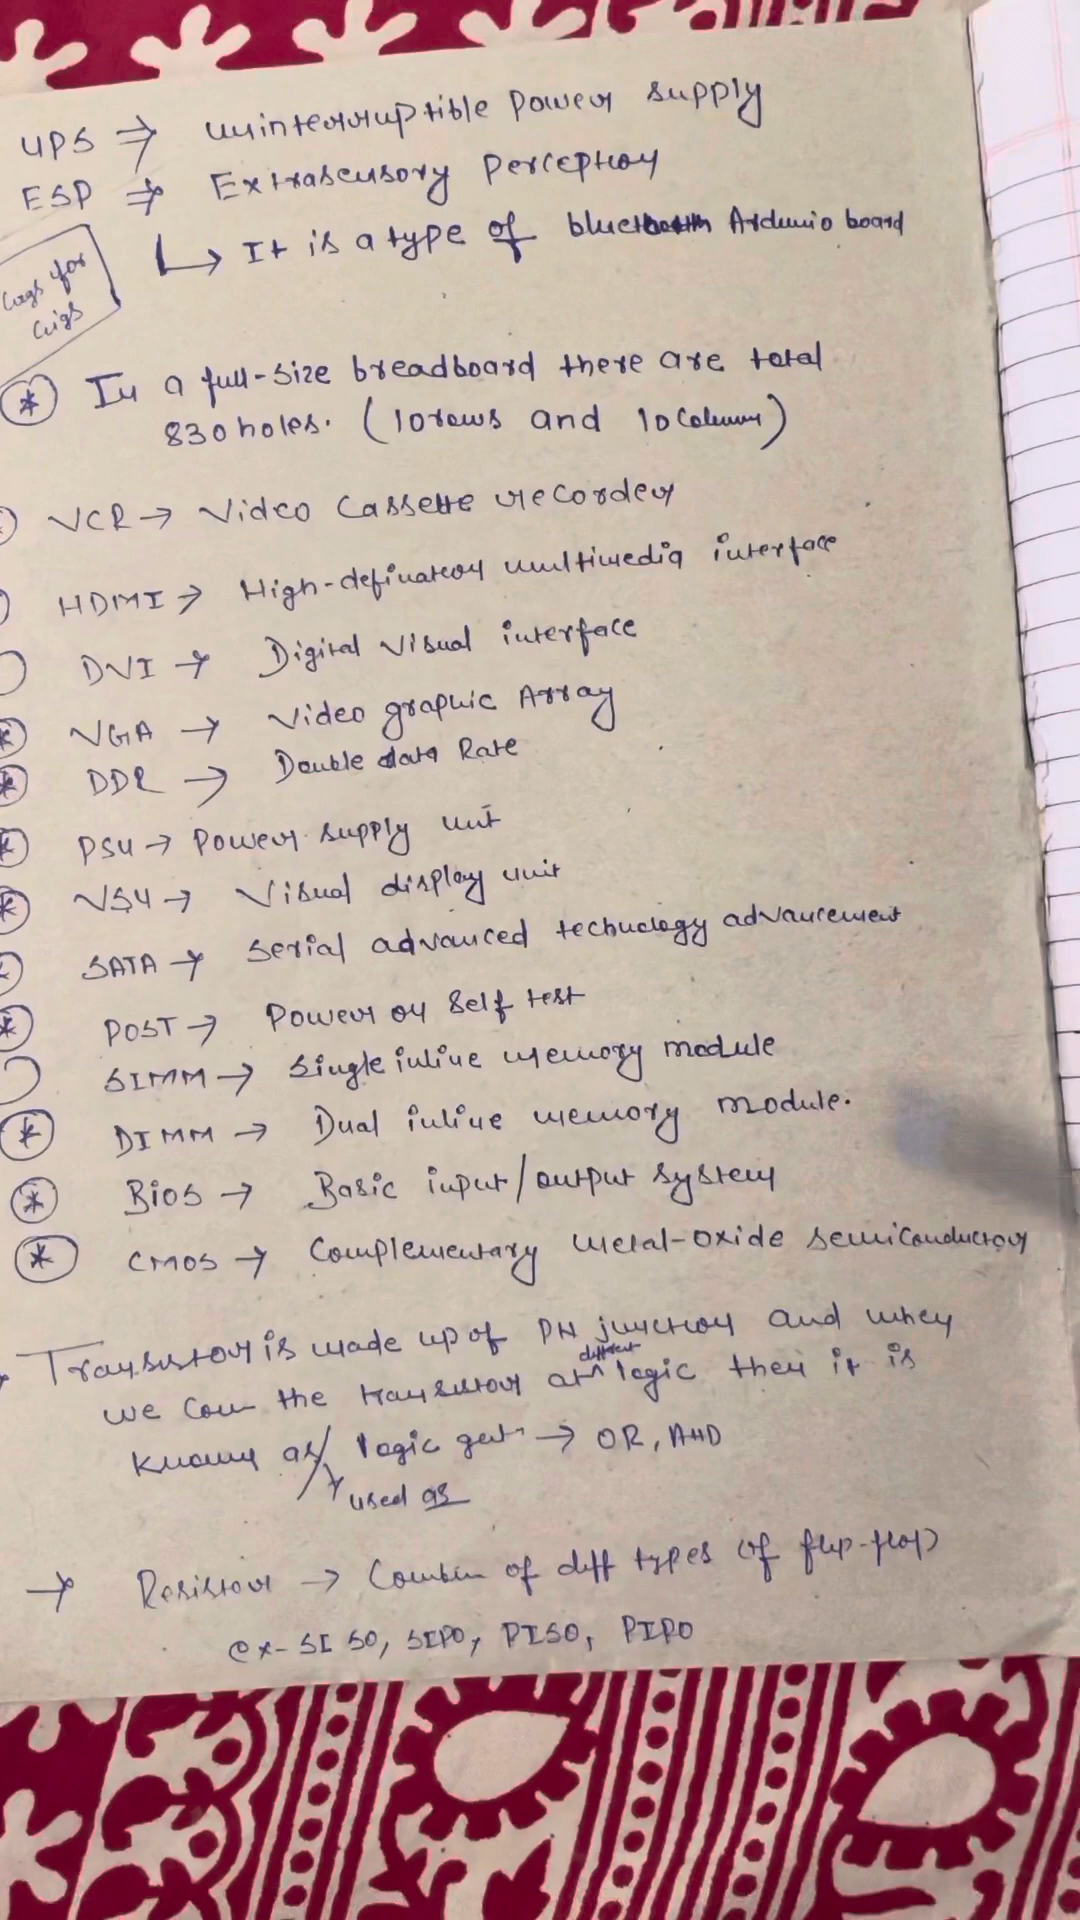 UPS ⇒ uninterruptible power supply
ESP ⇒ Extrasensory Perception
↳ It is a type of bluetooth Arduino board
for
* In a full-size breadboard there are total
830 holes. (10 rows and 10 Column)
VCR → Video Cassette recorder
HDMI → High-defination multimedia interface
DVI → Digital Visual interface
* VGA → Video graphic Array
* DDR → Double data Rate
* PSU → Power supply unit
* VSU → Visual display unit
SATA → Serial advanced technology advancement
* POST → Power on Self test
SIMM → Single inline memory module
* DIMM → Dual inline memory module.
* BIOS → Basic input/output system
* CMOS → Complementary metal-oxide semiconductor
Transistor is made up of PN junction and when
different
we the transistor at logic then it is
known as logic → OR, AND
used as
→ Resistor → of diff types of flip-flop
ex- SISO, SIPO, PISO, PIPO